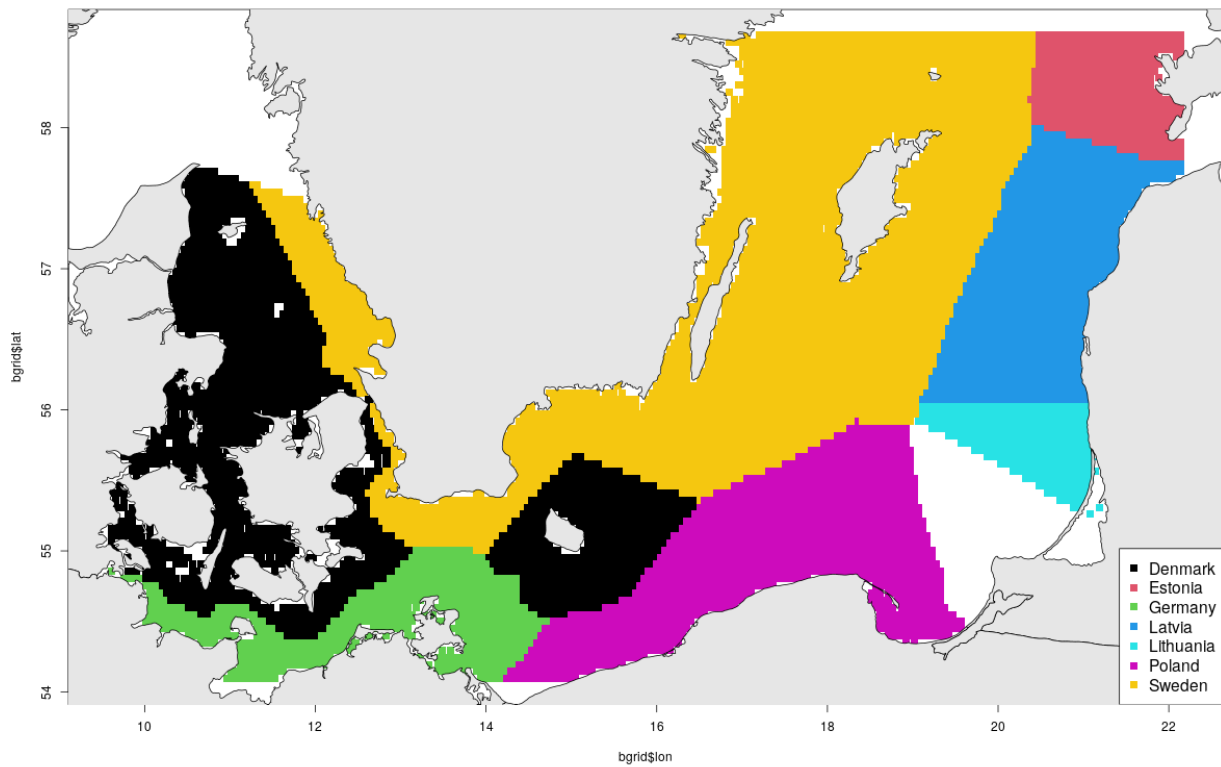 bgrid$lat
58
57
56
55
54
Denmark
Estonia
Germany
Latvia
Lithuania
Poland
Sweden
10 12 14 16 18 20 22
bgrid$lon